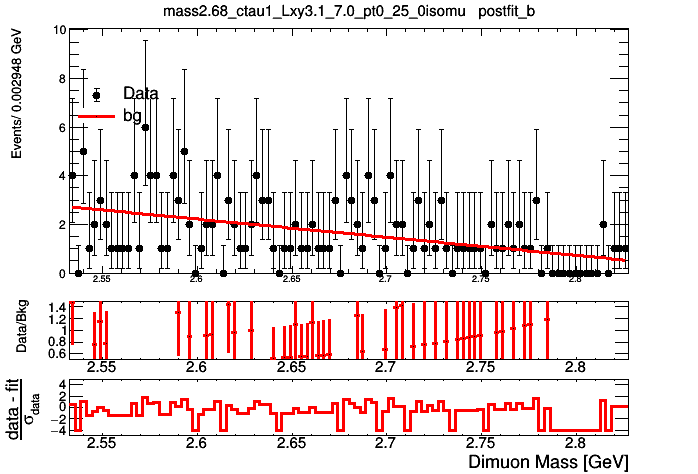 mass2.68_ctau1_Lxy3.1_7.0_pt0_25_0isomu postfit_b
Events/ 0.002948 GeV
10
8
6
4
2
0
Data
bg
2.55 2.6 2.65 2.7 2.75 2.8
Data/Bkg
1.4
1.2
1
0.8
0.6
2.55 2.6 2.65 2.7 2.75 2.8
data - fit
σdata
4
2
0
−2
−4
2.55 2.6 2.65 2.7 2.75 2.8
Dimuon Mass [GeV]